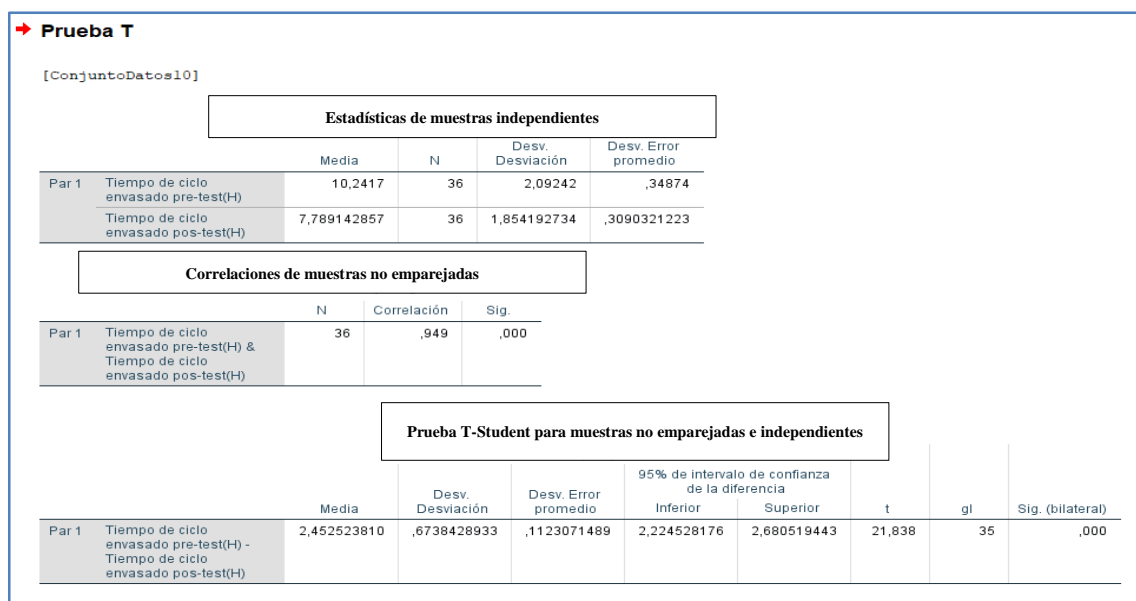 Prueba T
[ConjuntoDatos10]
Estadísticas de muestras independientes
Media N Desv. Desviación Desv. Error promedio
Par 1 Tiempo de ciclo envasado pre-test(H) 10,2417 36 2,09242 ,34874
Tiempo de ciclo envasado pos-test(H) 7,789142857 36 1,854192734 ,3090321223
Correlaciones de muestras no emparejadas
N Correlación Sig.
Par 1 Tiempo de ciclo envasado pre-test(H) & Tiempo de ciclo envasado pos-test(H) 36 ,949 ,000
Prueba T-Student para muestras no emparejadas e independientes
95% de intervalo de confianza de la diferencia
Media Desv. Desviación Desv. Error promedio Inferior Superior t gl Sig. (bilateral)
Par 1 Tiempo de ciclo envasado pre-test(H) - Tiempo de ciclo envasado pos-test(H) 2,452523810 ,6738428933 ,1123071489 2,224528176 2,680519443 21,838 35 ,000